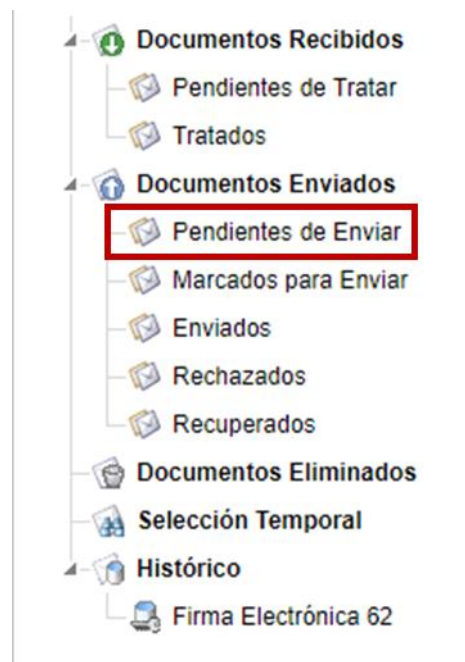 Documentos Recibidos
Pendientes de Tratar
Tratados
Documentos Enviados
Pendientes de Enviar
Marcados para Enviar
Enviados
Rechazados
Recuperados
Documentos Eliminados
Selección Temporal
Histórico
Firma Electrónica 62